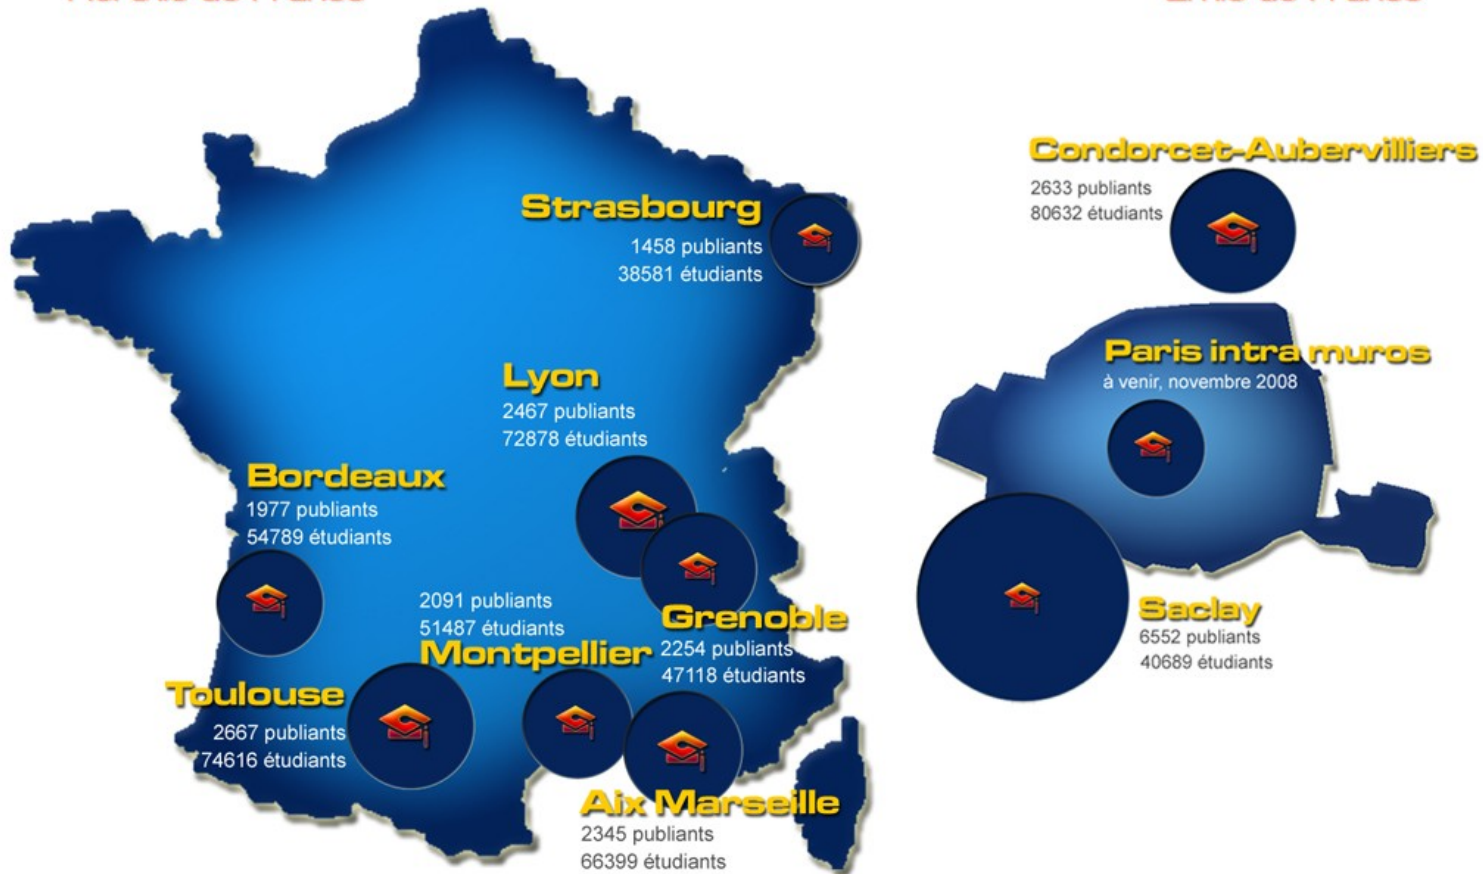 Strasbourg
1458 publiants
38581 étudiants
Lyon
2467 publiants
72878 étudiants
Bordeaux
1977 publiants
54789 étudiants
2091 publiants
51487 étudiants
Montpellier
Grenoble
2254 publiants
47118 étudiants
Toulouse
2667 publiants
74616 étudiants
Aix Marseille
2345 publiants
66399 étudiants
Condorcet-Aubervilliers
2633 publiants
80632 étudiants
Paris intra muros
à venir, novembre 2008
Saclay
6552 publiants
40689 étudiants